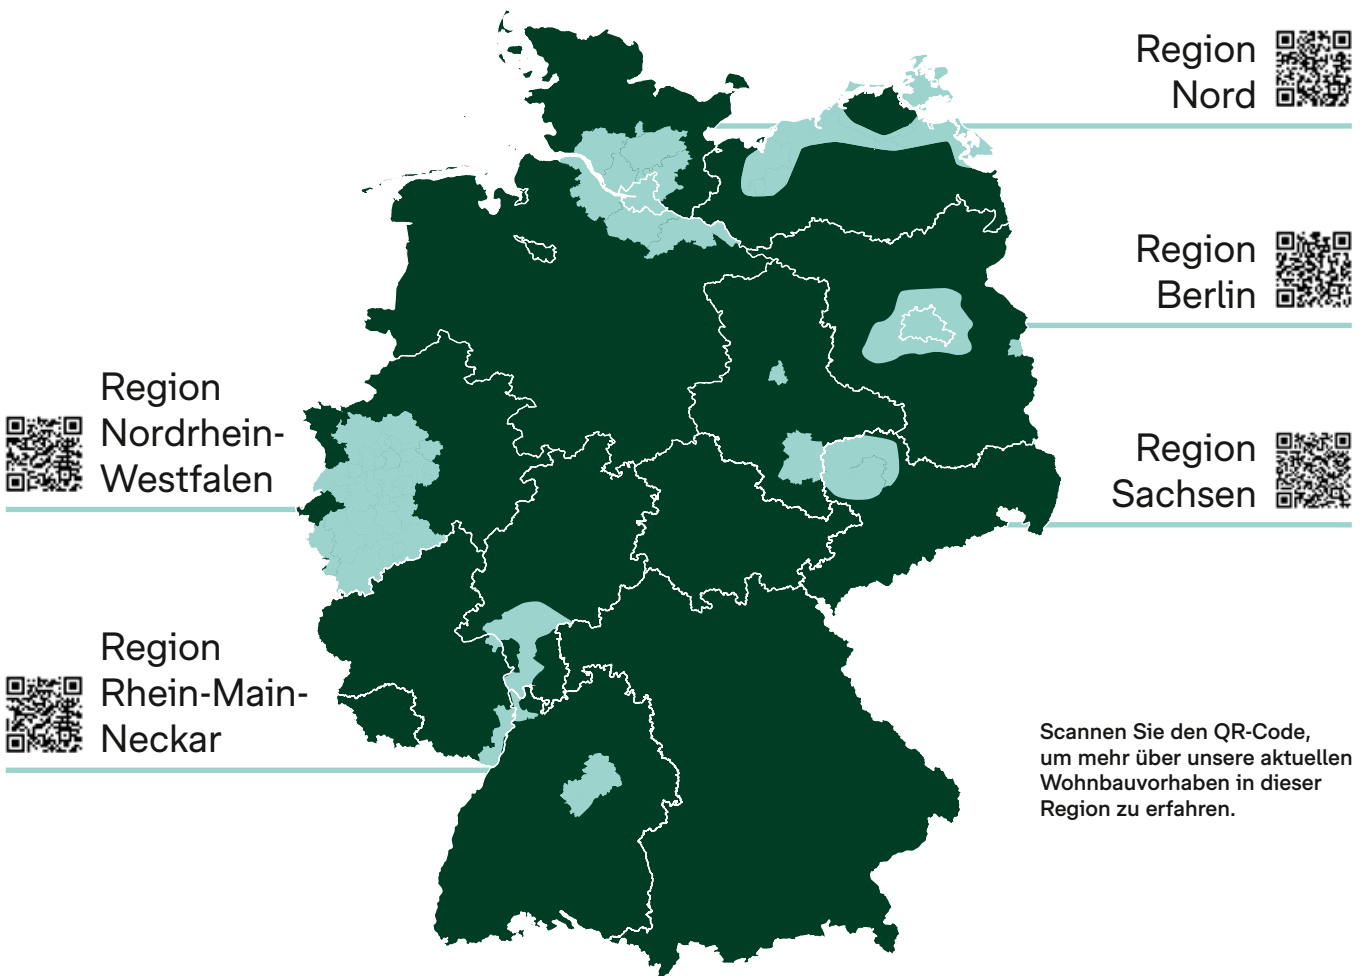 Region
Nord
Region
Berlin
Region
Nordrhein-
Westfalen
Region
Sachsen
Region
Rhein-Main-
Neckar
Scannen Sie den QR-Code,
um mehr über unsere aktuellen
Wohnbauvorhaben in dieser
Region zu erfahren.